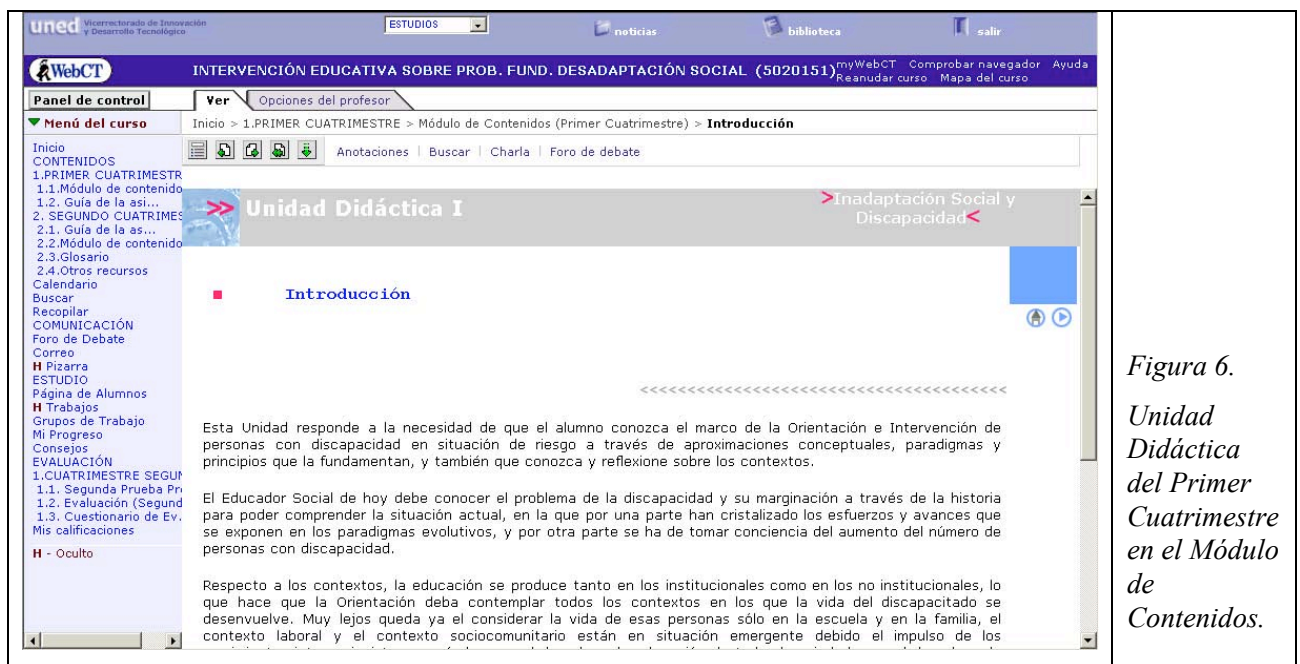 uned Vicerrectorado de Innovación
y Desarrollo Tecnológico
ESTUDIOS
noticias
biblioteca
salir
WebCT
INTERVENCIÓN EDUCATIVA SOBRE PROB. FUND. DESADAPTACIÓN SOCIAL (5020151)
myWebCT Comprobar navegador Ayuda
Reanudar curso Mapa del curso
Panel de control
Ver
Opciones del profesor
Menú del curso
Inicio > 1.PRIMER CUATRIMESTRE > Módulo de Contenidos (Primer Cuatrimestre) > Introducción
Anotaciones | Buscar | Charla | Foro de debate
Inicio
CONTENIDOS
1.PRIMER CUATRIMESTR
1.1.Módulo de contenido
1.2. Guía de la asi...
2. SEGUNDO CUATRIMES
2.1. Guía de la as...
2.2.Módulo de contenido
2.3.Glosario
2.4.Otros recursos
Calendario
Buscar
Recopilar
COMUNICACIÓN
Foro de Debate
Correo
H Pizarra
ESTUDIO
Página de Alumnos
H Trabajos
Grupos de Trabajo
Mi Progreso
Consejos
EVALUACIÓN
1.CUATRIMESTRE SEGUN
1.1. Segunda Prueba Pr
1.2. Evaluación (Segund
1.3. Cuestionario de Ev.
Mis calificaciones
H - Oculto
>> Unidad Didáctica I
>Inadaptación Social y
Discapacidad<
Introducción
<<<<<<<<<<<<<<<<<<<<<<<<<<<<<<<<<<<<<<<<
Esta Unidad responde a la necesidad de que el alumno conozca el marco de la Orientación e Intervención de
personas con discapacidad en situación de riesgo a través de aproximaciones conceptuales, paradigmas y
principios que la fundamentan, y también que conozca y reflexione sobre los contextos.
El Educador Social de hoy debe conocer el problema de la discapacidad y su marginación a través de la historia
para poder comprender la situación actual, en la que por una parte han cristalizado los esfuerzos y avances que
se exponen en los paradigmas evolutivos, y por otra parte se ha de tomar conciencia del aumento del número de
personas con discapacidad.
Respecto a los contextos, la educación se produce tanto en los institucionales como en los no institucionales, lo
que hace que la Orientación deba contemplar todos los contextos en los que la vida del discapacitado se
desenvuelve. Muy lejos queda ya el considerar la vida de esas personas sólo en la escuela y en la familia, el
contexto laboral y el contexto sociocomunitario están en situación emergente debido el impulso de los
Figura 6.
Unidad
Didáctica
del Primer
Cuatrimestre
en el Módulo
de
Contenidos.